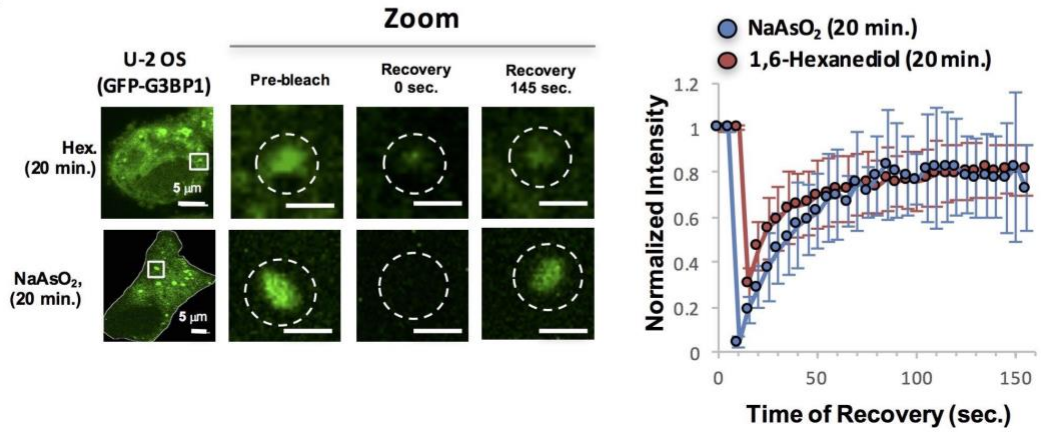 Zoom
U-2 OS
(GFP-G3BP1)
Pre-bleach
Recovery
0 sec.
Recovery
145 sec.
Hex.
(20 min.)
5 μm
NaAsO₂,
(20 min.)
5 μm
NaAsO₂ (20 min.)
1,6-Hexanediol (20 min.)
Normalized Intensity
1.2
1
0.8
0.6
0.4
0.2
0
0 50 100 150
Time of Recovery (sec.)